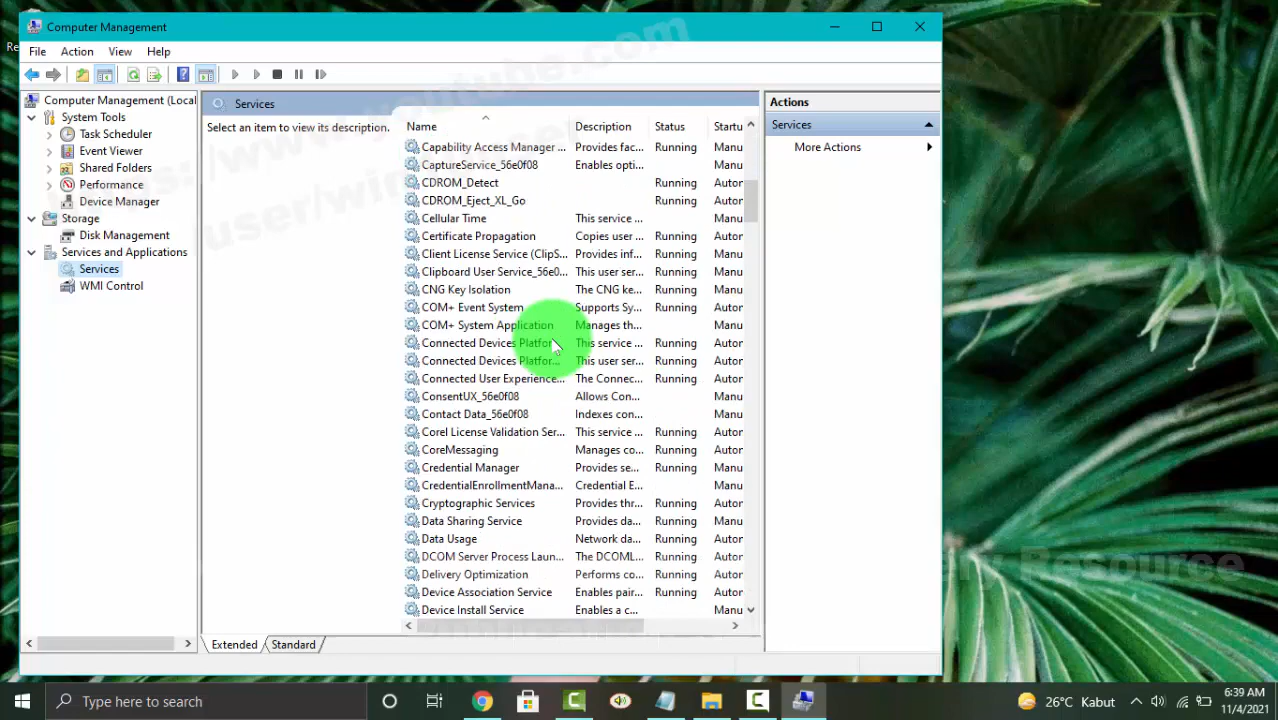 Computer Management
File Action View Help
Computer Management (Local
System Tools
Task Scheduler
Event Viewer
Shared Folders
Performance
Device Manager
Storage
Disk Management
Services and Applications
Services
WMI Control
Services
Select an item to view its description.
Name Description Status Startu
Capability Access Manager ... Provides fac... Running Manu
CaptureService_56e0f08 Enables opti... Manu
CDROM_Detect Running Autor
CDROM_Eject_XL_Go Running Autor
Cellular Time This service ... Manu
Certificate Propagation Copies user ... Running Manu
Client License Service (ClipS... Provides inf... Running Manu
Clipboard User Service_56e0... This user ser... Running Manu
CNG Key Isolation The CNG ke... Running Manu
COM+ Event System Supports Sy... Running Autor
COM+ System Application Manages th... Manu
Connected Devices Platfor... This service ... Running Autor
Connected Devices Platfor... This user ser... Running Autor
Connected User Experience... The Connec... Running Autor
ConsentUX_56e0f08 Allows Con... Manu
Contact Data_56e0f08 Indexes con... Manu
Corel License Validation Ser... This service ... Running Autor
CoreMessaging Manages co... Running Autor
Credential Manager Provides se... Running Manu
CredentialEnrollmentMana... Credential E... Manu
Cryptographic Services Provides thr... Running Autor
Data Sharing Service Provides da... Running Manu
Data Usage Network da... Running Autor
DCOM Server Process Laun... The DCOML... Running Autor
Delivery Optimization Performs co... Running Autor
Device Association Service Enables pair... Running Manu
Device Install Service Enables a c... Manu
Extended Standard
Actions
Services
More Actions
Resource
Type here to search
26°C Kabut
6:39 AM
11/4/2021